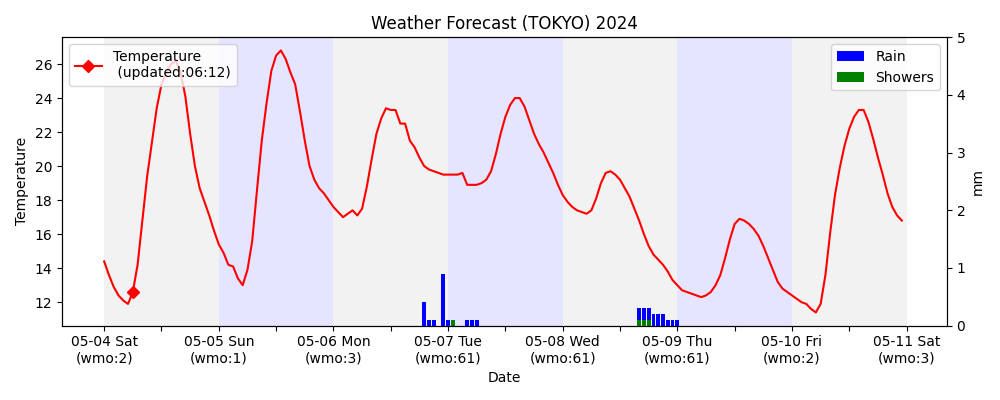 Weather Forecast (TOKYO) 2024
Temperature
(updated:06:12)
Rain
Showers
Temperature
26
24
22
20
18
16
14
12
5
4
3
2
1
0
mm
05-04 Sat
(wmo:2)
05-05 Sun
(wmo:1)
05-06 Mon
(wmo:3)
05-07 Tue
(wmo:61)
05-08 Wed
(wmo:61)
05-09 Thu
(wmo:61)
05-10 Fri
(wmo:2)
05-11 Sat
(wmo:3)
Date